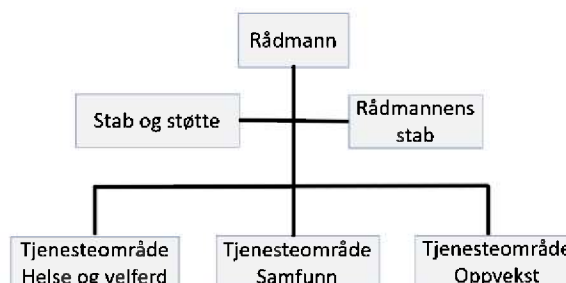 Rådmann
Stab og støtte
Rådmannens
stab
Tjenesteområde
Helse og velferd
Tjenesteområde
Samfunn
Tjenesteområde
Oppvekst